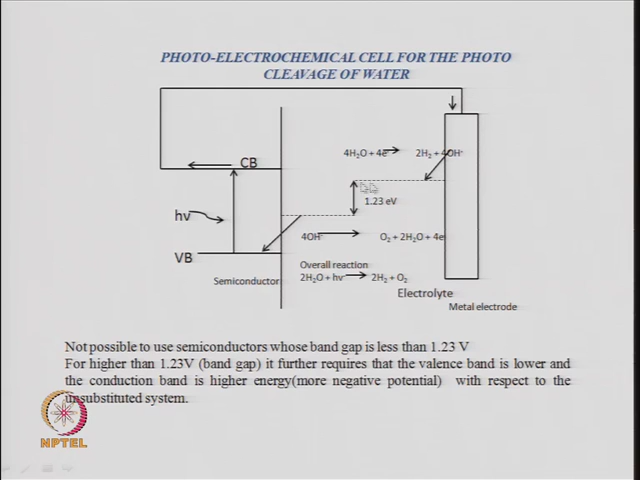 PHOTO-ELECTROCHEMICAL CELL FOR THE PHOTO
CLEAVAGE OF WATER
4H₂O + 4e⁻ → 2H₂ + 4OH⁻
CB
1.23 eV
hν
4OH⁻ → O₂ + 2H₂O + 4e
VB
Overall reaction
2H₂O + hν → 2H₂ + O₂
Semiconductor
Electrolyte
Metal electrode
Not possible to use semiconductors whose band gap is less than 1.23 V
For higher than 1.23V (band gap) it further requires that the valence band is lower and
the conduction band is higher energy(more negative potential) with respect to the
unsubstituted system.
NPTEL